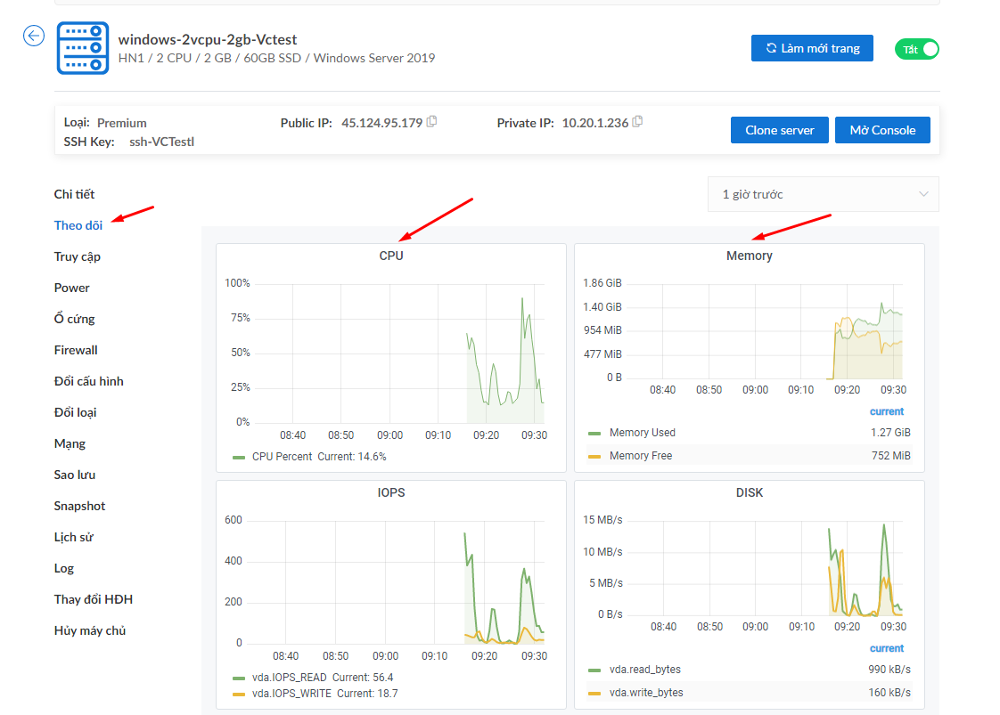 windows-2vcpu-2gb-Vctest
HN1 / 2 CPU / 2 GB / 60GB SSD / Windows Server 2019
Làm mới trang
Tắt
Loại: Premium
Public IP: 45.124.95.179
Private IP: 10.20.1.236
SSH Key: ssh-VCTestl
Clone server
Mở Console
Chi tiết
Theo dõi
Truy cập
Power
Ổ cứng
Firewall
Đổi cấu hình
Đổi loại
Mạng
Sao lưu
Snapshot
Lịch sử
Log
Thay đổi HĐH
Hủy máy chủ
1 giờ trước
CPU
100%
75%
50%
25%
0%
08:40 08:50 09:00 09:10 09:20 09:30
CPU Percent Current: 14.6%
Memory
1.86 GiB
1.40 GiB
954 MiB
477 MiB
0 B
08:40 08:50 09:00 09:10 09:20 09:30
current
Memory Used 1.27 GiB
Memory Free 752 MiB
IOPS
600
400
200
0
08:40 08:50 09:00 09:10 09:20 09:30
vda.IOPS_READ Current: 56.4
vda.IOPS_WRITE Current: 18.7
DISK
15 MB/s
10 MB/s
5 MB/s
0 B/s
08:40 08:50 09:00 09:10 09:20 09:30
current
vda.read_bytes 990 kB/s
vda.write_bytes 160 kB/s